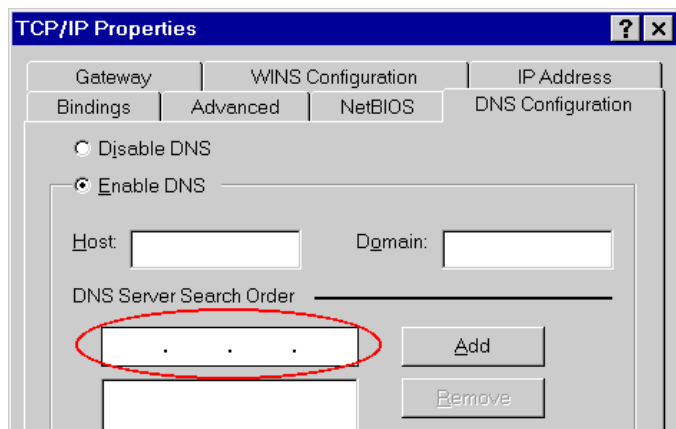 TCP/IP Properties
Gateway WINS Configuration IP Address
Bindings Advanced NetBIOS DNS Configuration
Disable DNS
Enable DNS
Host: Domain:
DNS Server Search Order
. . . Add
Remove